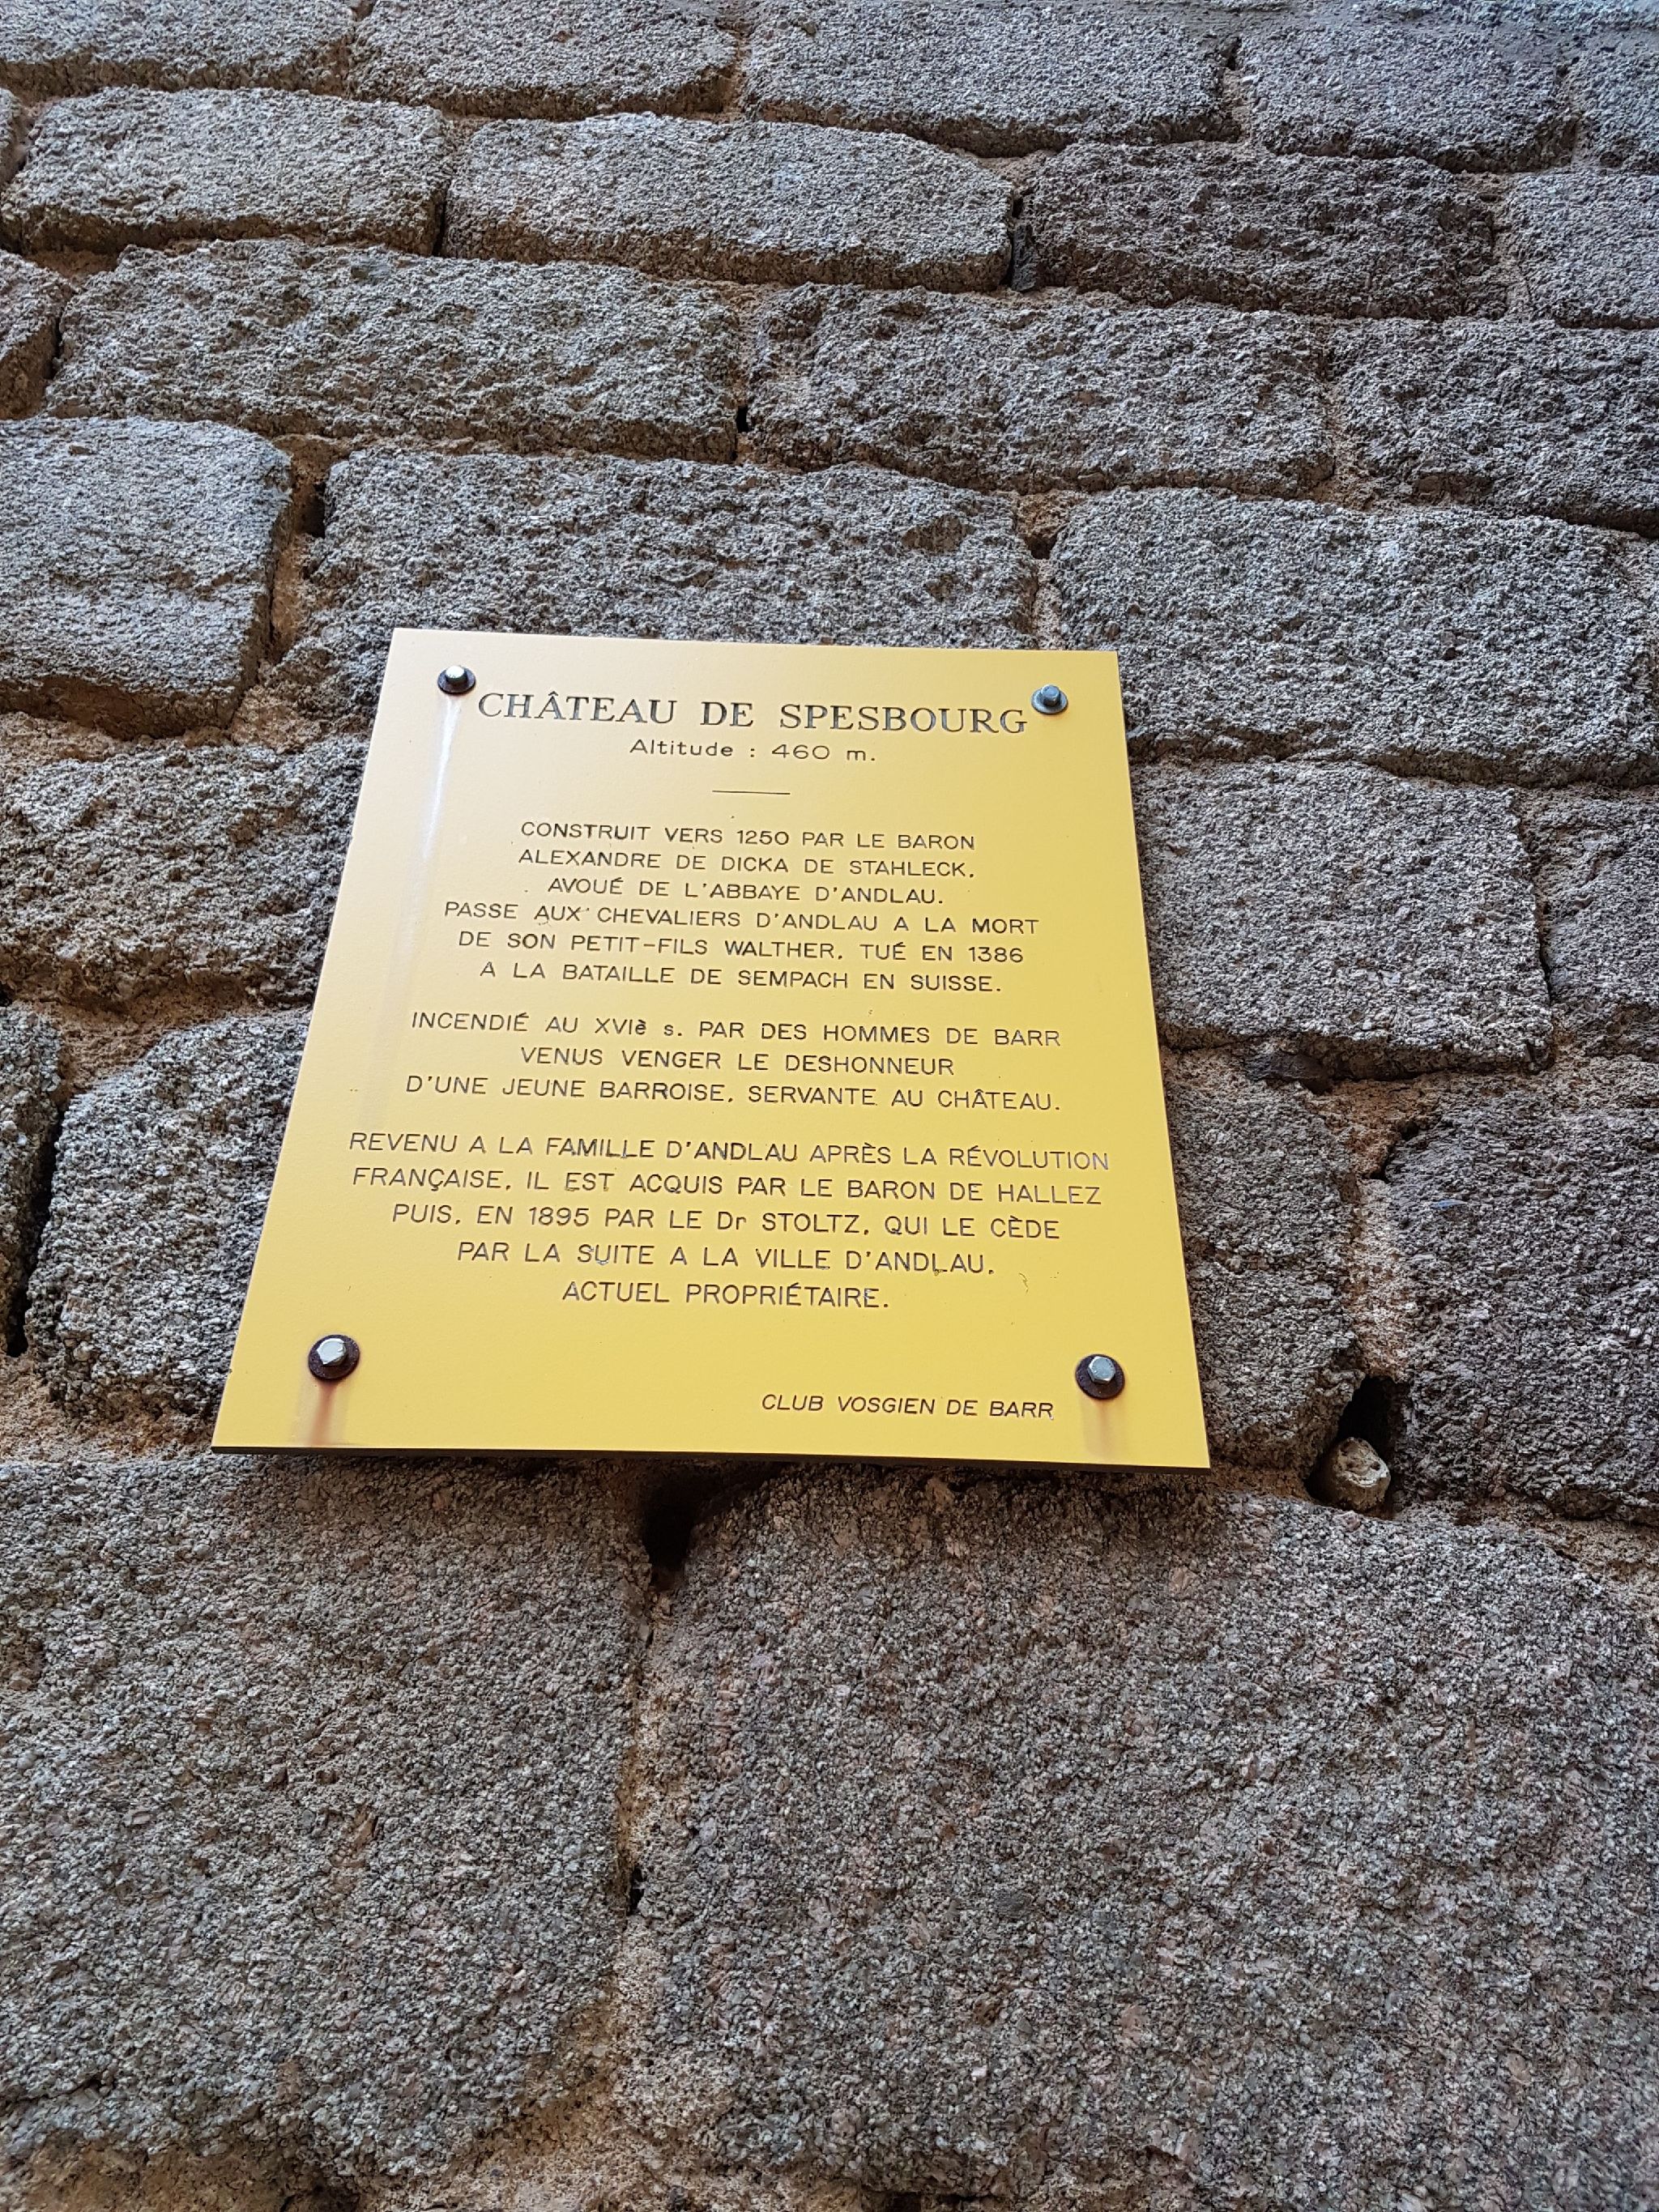 CHÂTEAU DE SPESBOURG
Altitude : 460 m.
CONSTRUIT VERS 1250 PAR LE BARON
ALEXANDRE DE DICKA DE STAHLECK,
AVOUÉ DE L'ABBAYE D'ANDLAU.
PASSE AUX CHEVALIERS D'ANDLAU A LA MORT
DE SON PETIT-FILS WALTHER, TUÉ EN 1386
A LA BATAILLE DE SEMPACH EN SUISSE.
INCENDIÉ AU XVIè s. PAR DES HOMMES DE BARR
VENUS VENGER LE DESHONNEUR
D'UNE JEUNE BARROISE, SERVANTE AU CHÂTEAU.
REVENU A LA FAMILLE D'ANDLAU APRÈS LA RÉVOLUTION
FRANÇAISE, IL EST ACQUIS PAR LE BARON DE HALLEZ
PUIS, EN 1895 PAR LE Dr STOLTZ, QUI LE CÈDE
PAR LA SUITE A LA VILLE D'ANDLAU,
ACTUEL PROPRIÉTAIRE.
CLUB VOSGIEN DE BARR